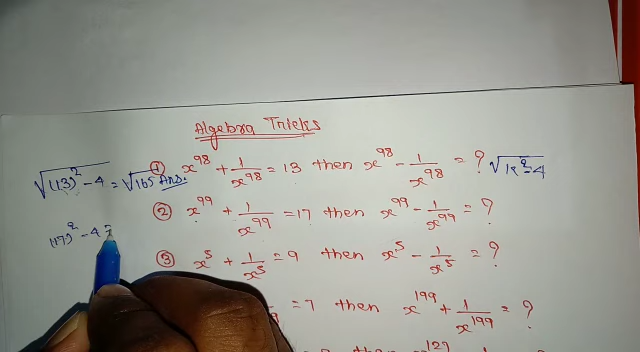 Algebra Tricks
√(13)² - 4 = √165 Ans.
① x⁹⁸ + 1/x⁹⁸ = 13 then x⁹⁸ - 1/x⁹⁸ = ?
(17)² - 4
② x⁹⁹ + 1/x⁹⁹ = 17 then x⁹⁹ - 1/x⁹⁹ = ?
③ x⁵ + 1/x⁵ = 9 then x⁵ - 1/x⁵ = ?
= 7 then x¹⁹⁹ + 1/x¹⁹⁹ = ?
127